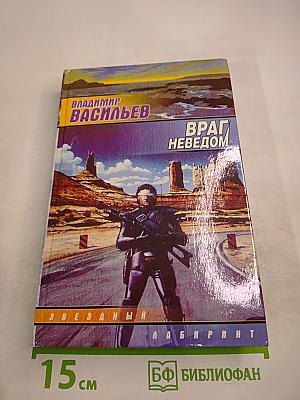 ВЛАДИМИР
ВАСИЛЬЕВ
ВРАГ
НЕВЕДОМ
ЗВЕЗДНЫЙ
ЛАБИРИНТ
15 см
БФ БИБЛИОФАН